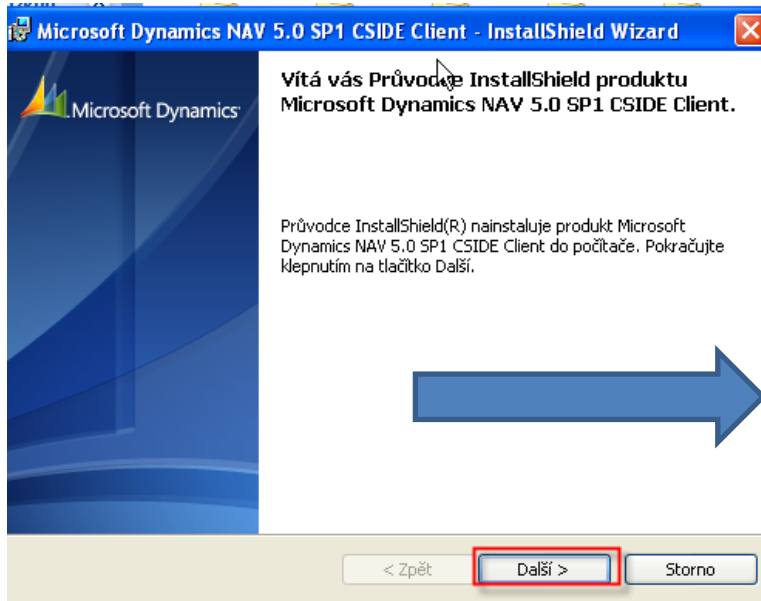 Microsoft Dynamics NAV 5.0 SP1 CSIDE Client - InstallShield Wizard
Microsoft Dynamics
Vítá vás Průvodce InstallShield produktu
Microsoft Dynamics NAV 5.0 SP1 CSIDE Client.
Průvodce InstallShield(R) nainstaluje produkt Microsoft
Dynamics NAV 5.0 SP1 CSIDE Client do počítače. Pokračujte
klepnutím na tlačítko Další.
< Zpět
Další >
Storno